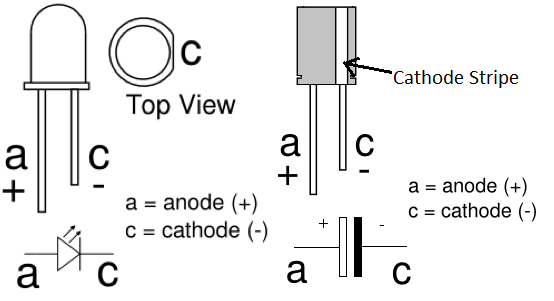 c
Top View
a
c
+
-
a = anode (+)
c = cathode (-)
a
c
Cathode Stripe
a
c
+
-
a = anode (+)
c = cathode (-)
+
-
a
c